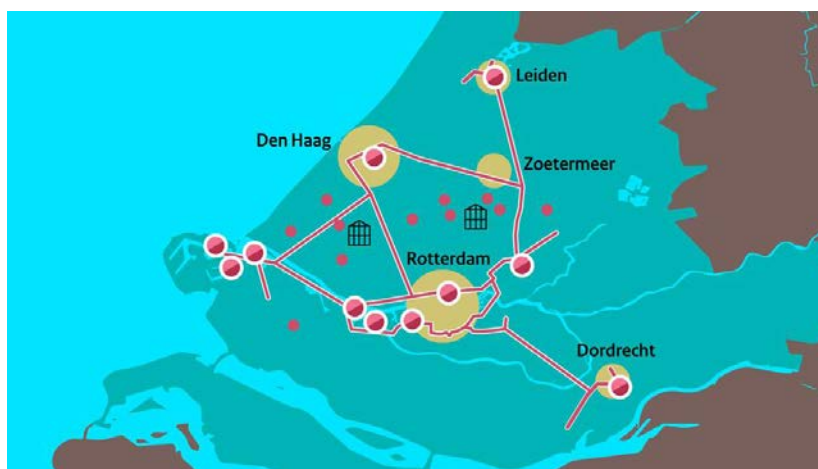 Leiden
Den Haag
Zoetermeer
Rotterdam
Dordrecht